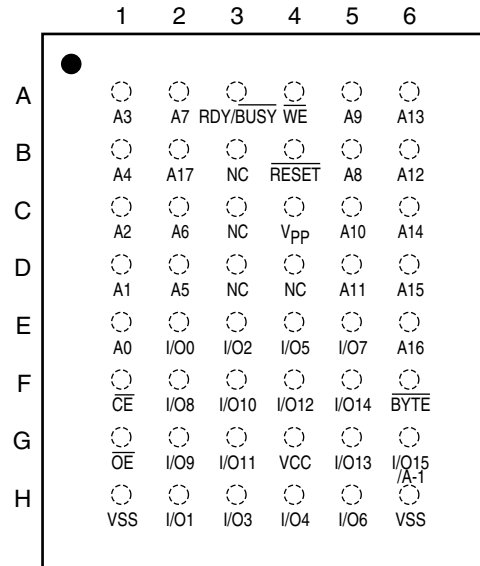 1 2 3 4 5 6
A
A3 A7 RDY/BUSY WE A9 A13
B
A4 A17 NC RESET A8 A12
C
A2 A6 NC VPP A10 A14
D
A1 A5 NC NC A11 A15
E
A0 I/O0 I/O2 I/O5 I/O7 A16
F
CE I/O8 I/O10 I/O12 I/O14 BYTE
G
OE I/O9 I/O11 VCC I/O13 I/O15
/A-1
H
VSS I/O1 I/O3 I/O4 I/O6 VSS